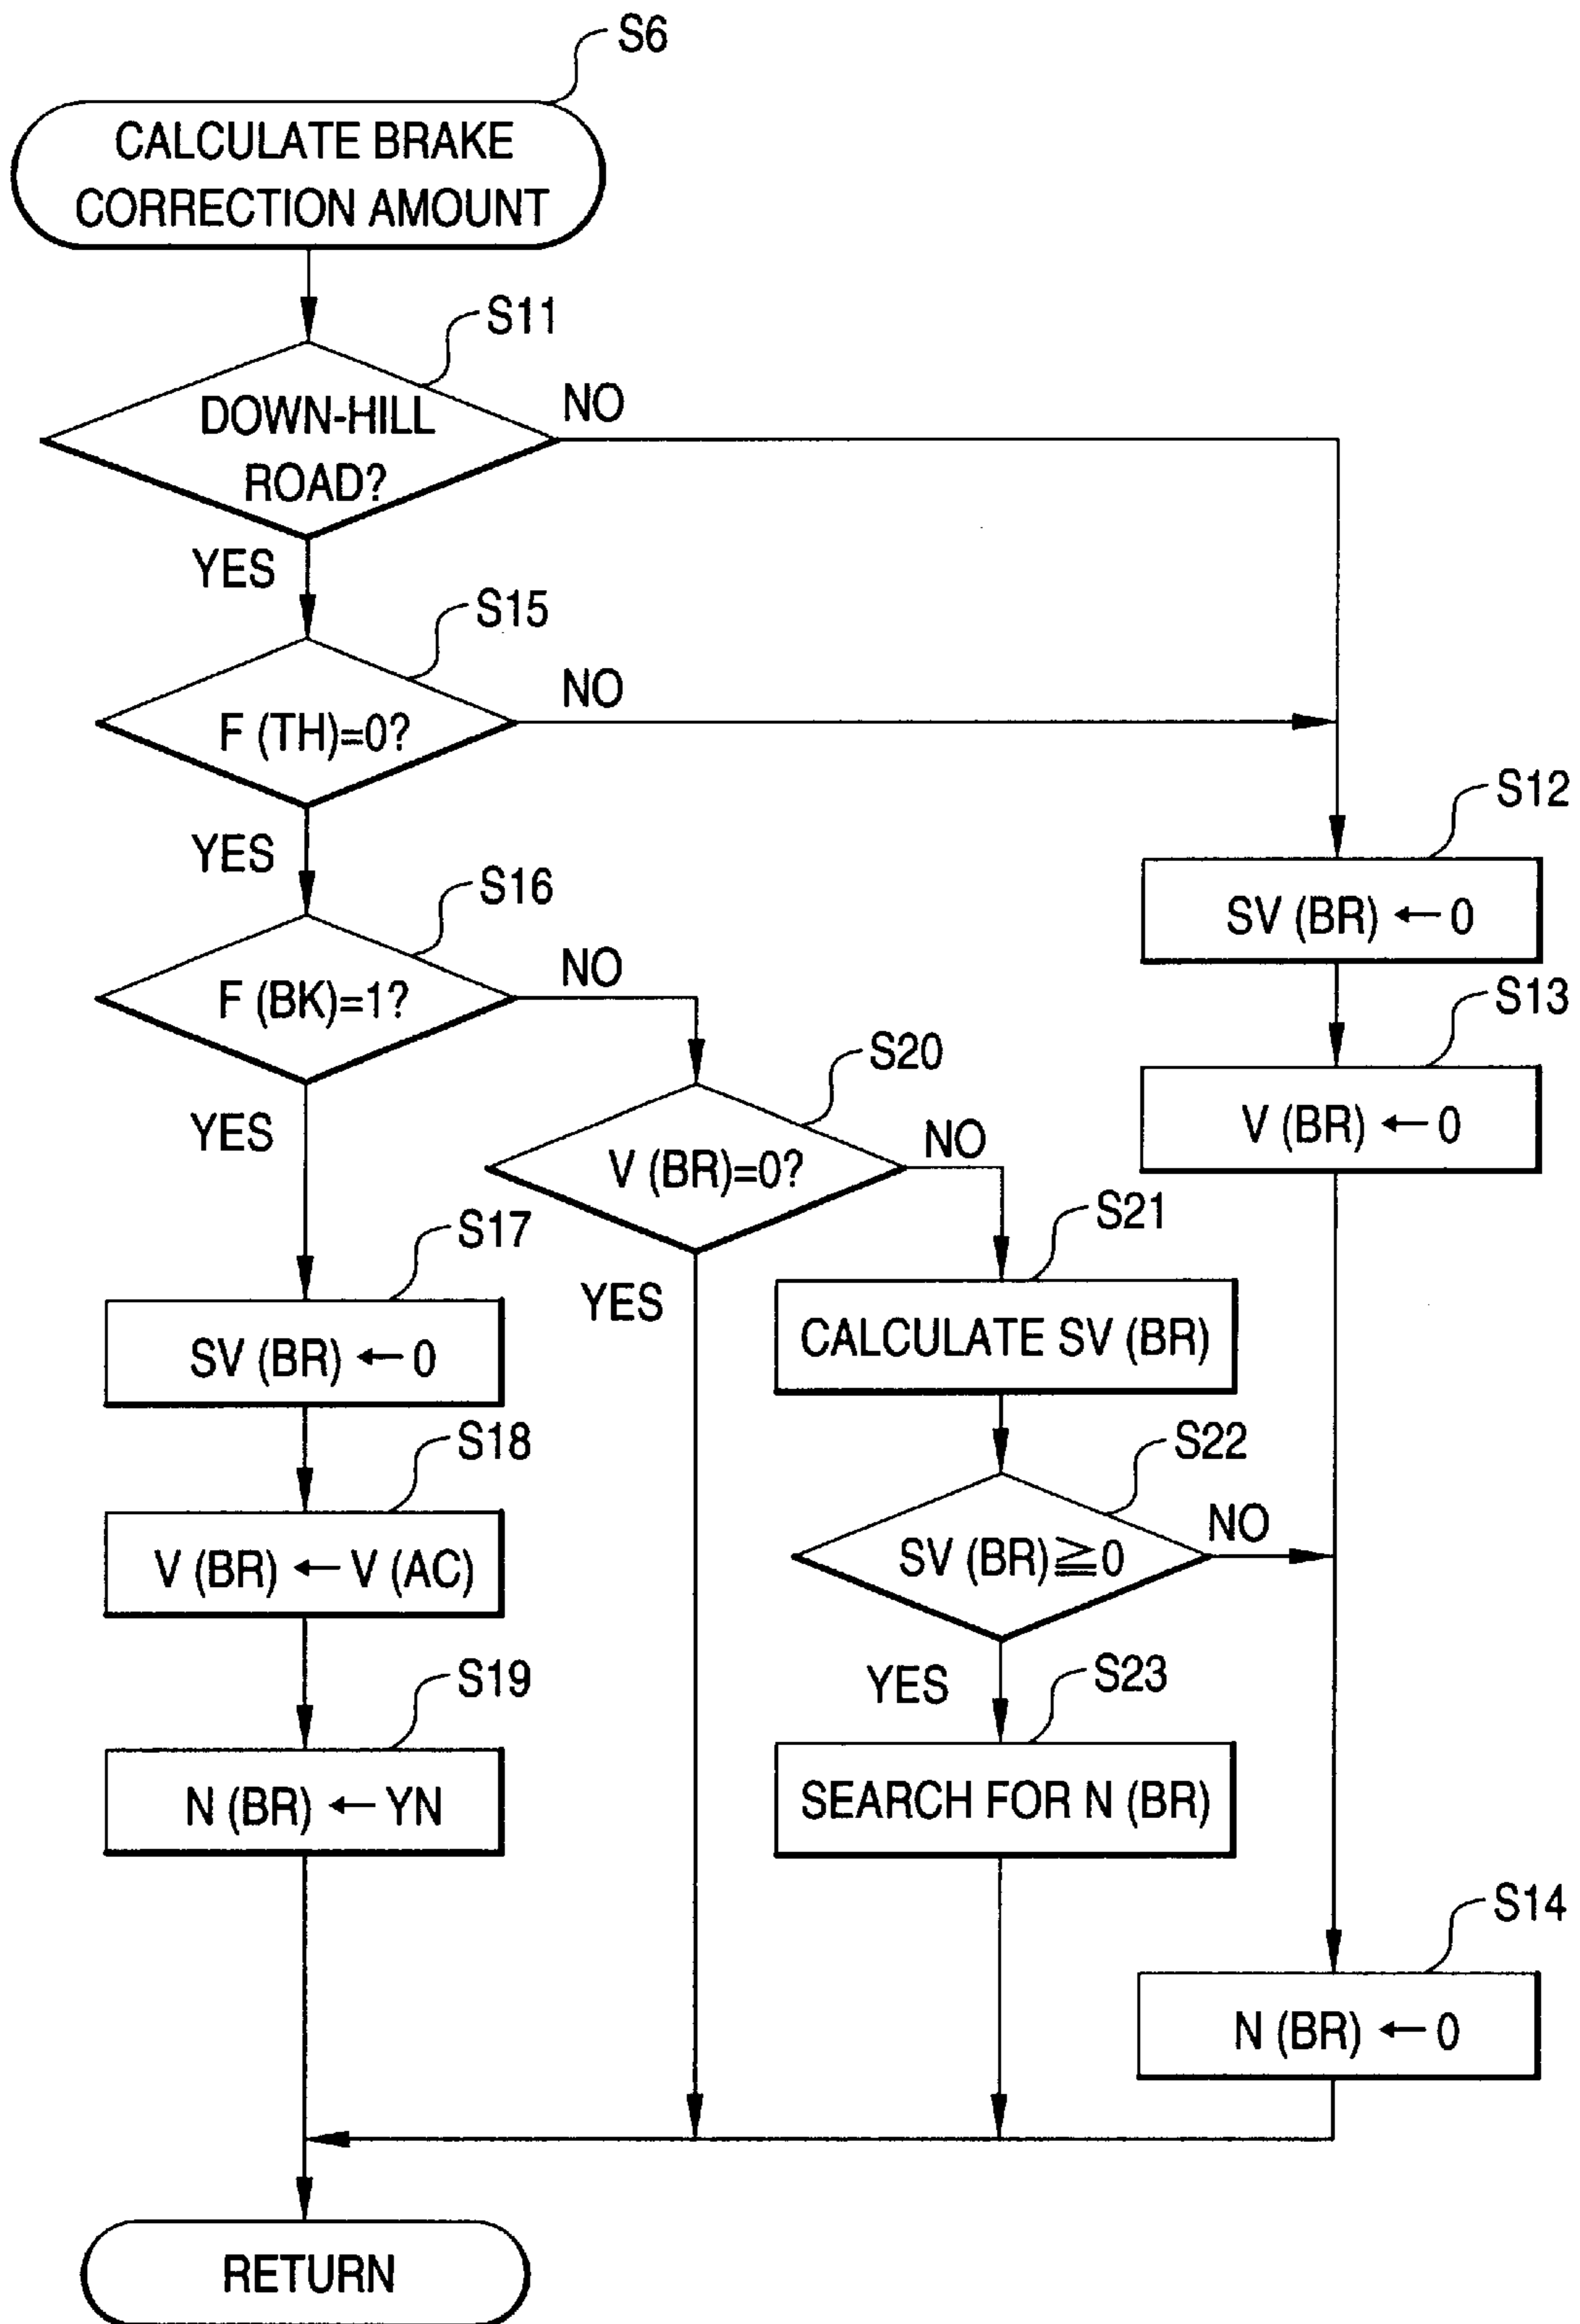 S6
CALCULATE BRAKE
CORRECTION AMOUNT
S11
DOWN-HILL
ROAD?
NO
YES
S15
F (TH)=0?
NO
YES
S12
SV (BR) ← 0
S16
F (BK)=1?
NO
YES
S13
V (BR) ← 0
S20
V (BR)=0?
NO
YES
S17
SV (BR) ← 0
S21
CALCULATE SV (BR)
S18
V (BR) ← V (AC)
S22
SV (BR)≧0
NO
YES
S19
N (BR) ← YN
S23
SEARCH FOR N (BR)
S14
N (BR) ← 0
RETURN